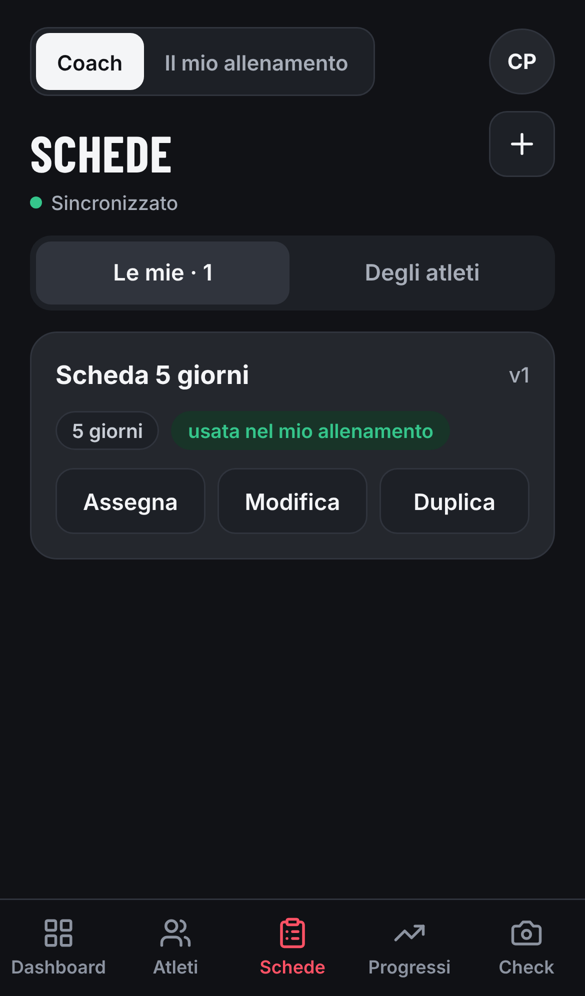 Coach
Il mio allenamento
CP
SCHEDE
+
Sincronizzato
Le mie · 1
Degli atleti
Scheda 5 giorni
v1
5 giorni
usata nel mio allenamento
Assegna
Modifica
Duplica
Dashboard
Atleti
Schede
Progressi
Check